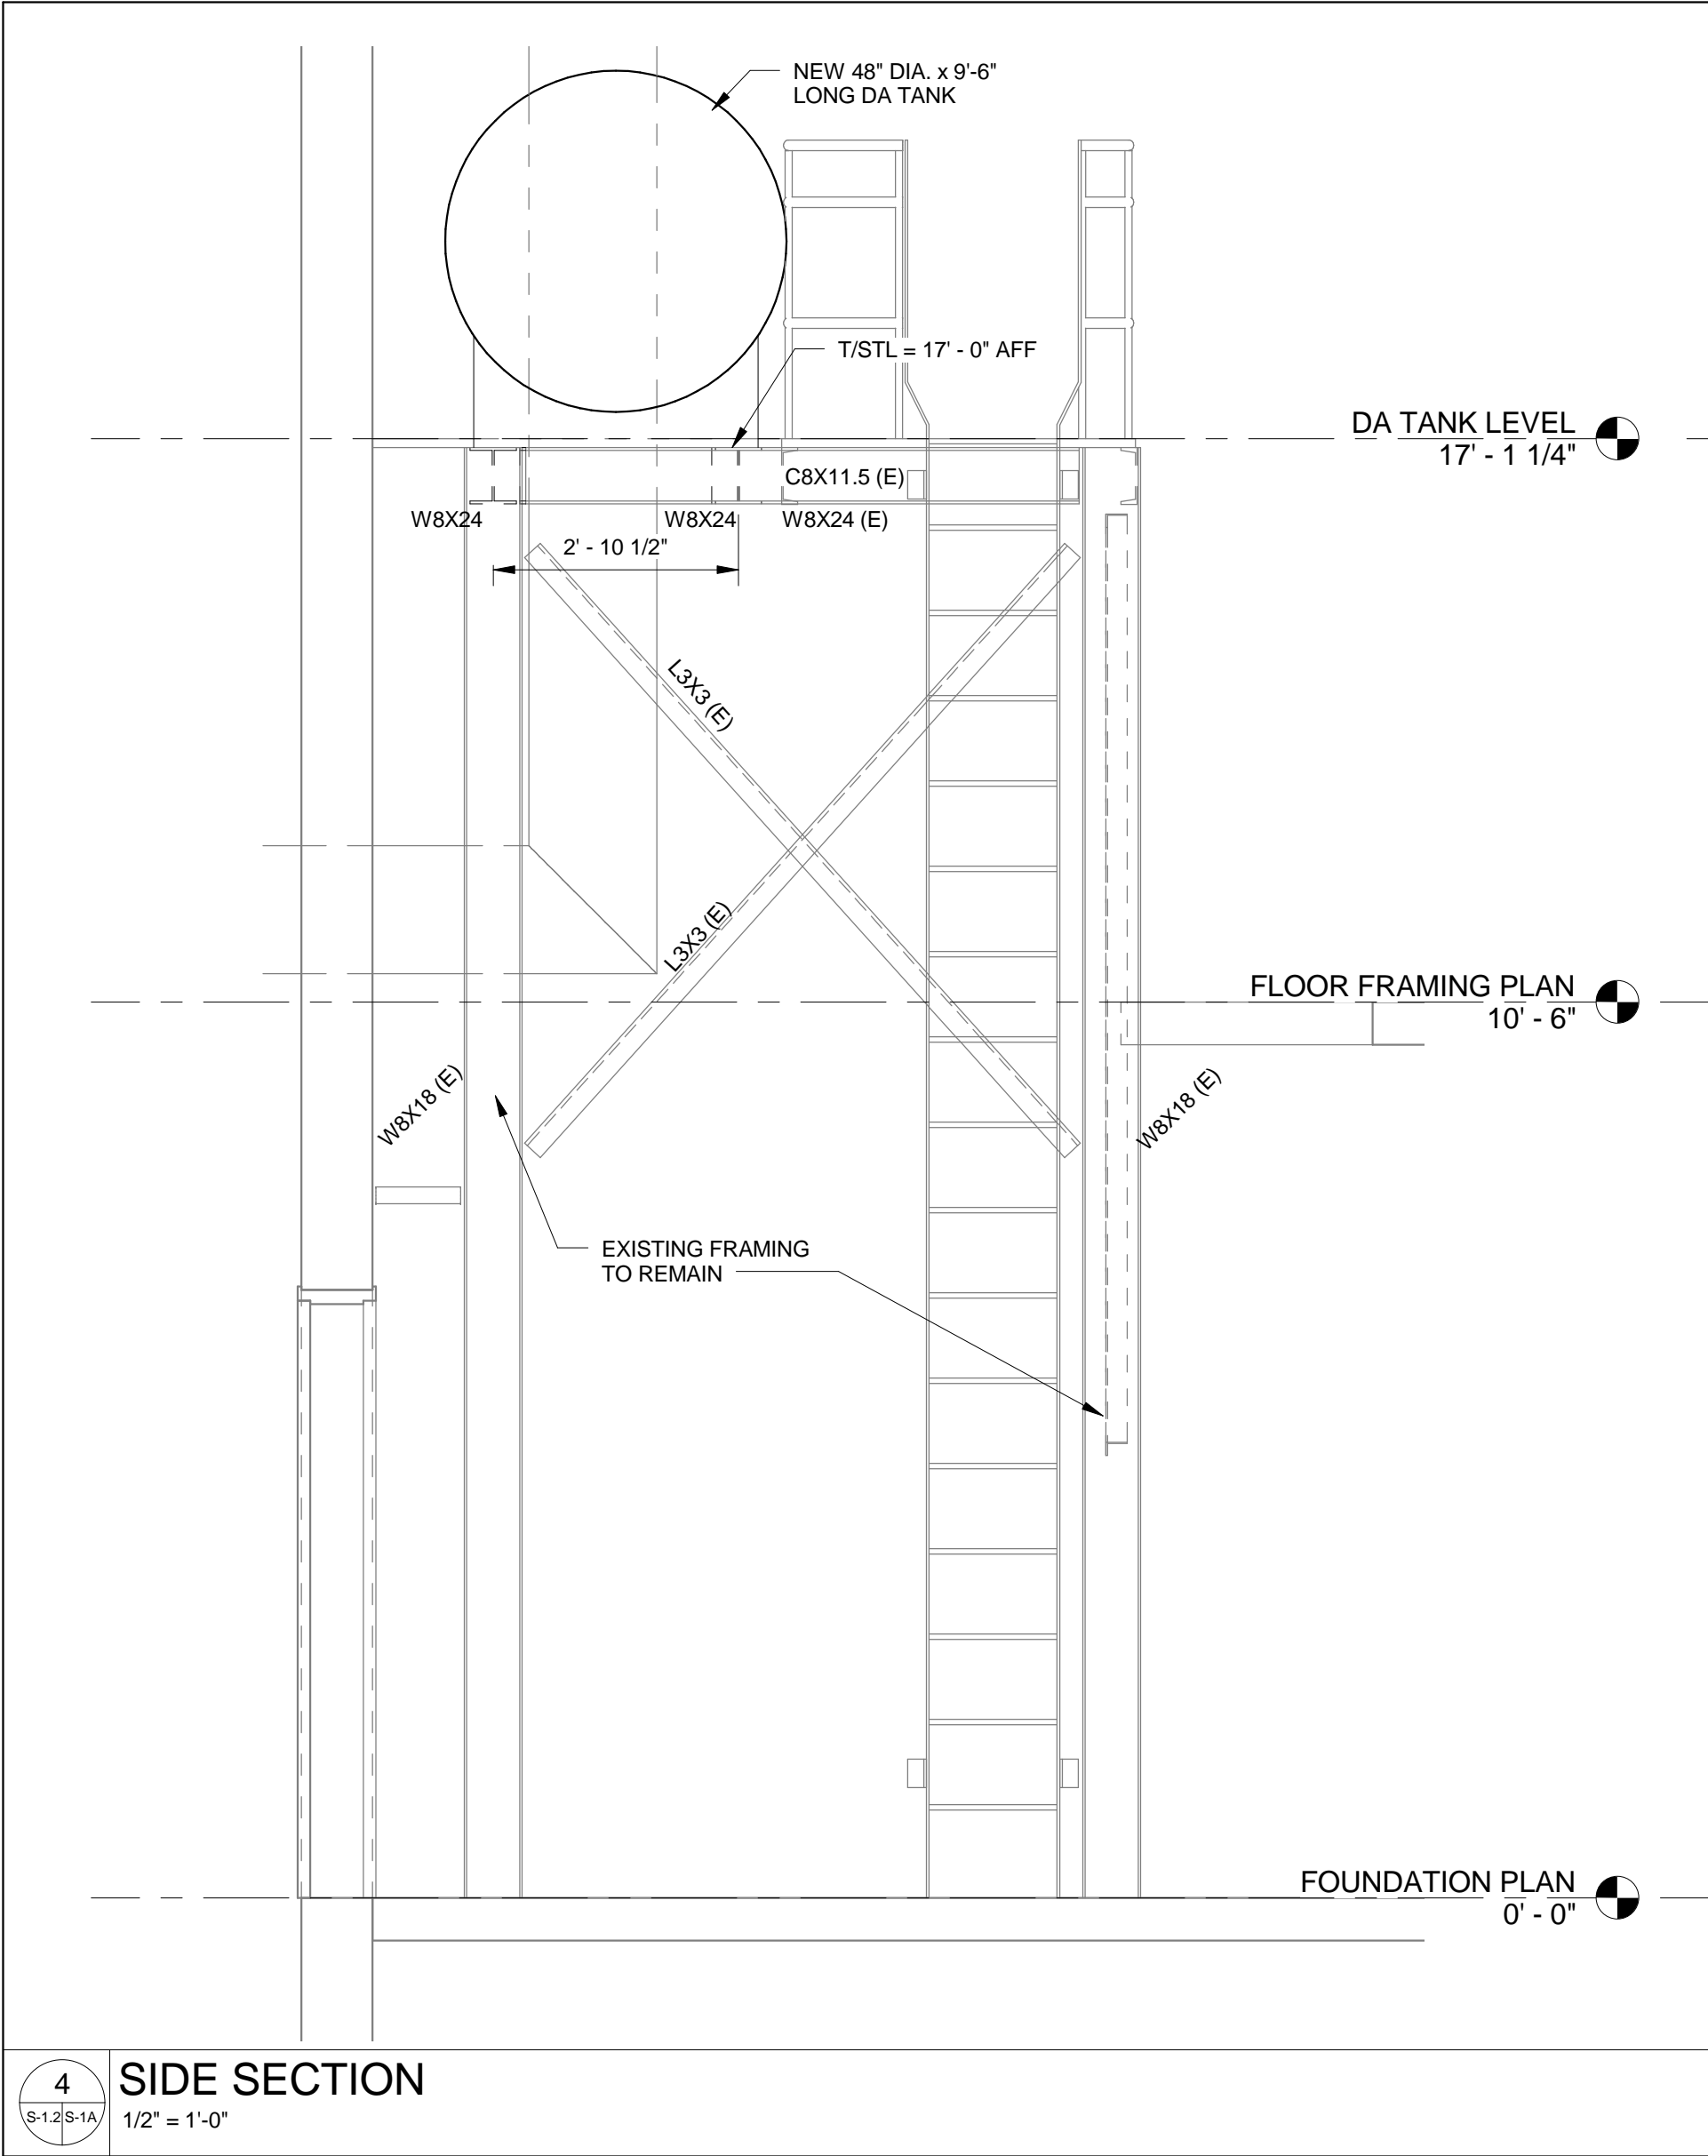 NEW 48" DIA. x 9'-6"
LONG DA TANK
T/STL = 17' - 0" AFF
DA TANK LEVEL
17' - 1 1/4"
C8X11.5 (E)
W8X24
W8X24
W8X24 (E)
2' - 10 1/2"
L3X3 (E)
L3X3 (E)
FLOOR FRAMING PLAN
10' - 6"
W8X18 (E)
W8X18 (E)
EXISTING FRAMING
TO REMAIN
FOUNDATION PLAN
0' - 0"
4
S-1.2
S-1A
SIDE SECTION
1/2" = 1'-0"